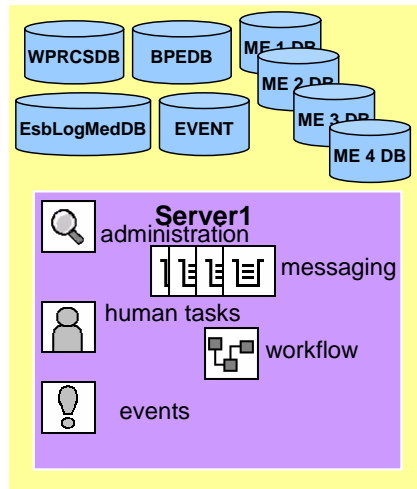 WPRCSDB
BPEDB
ME 1 DB
ME 2 DB
ME 3 DB
ME 4 DB
EsbLogMedDB
EVENT
Server1
administration
messaging
human tasks
workflow
events